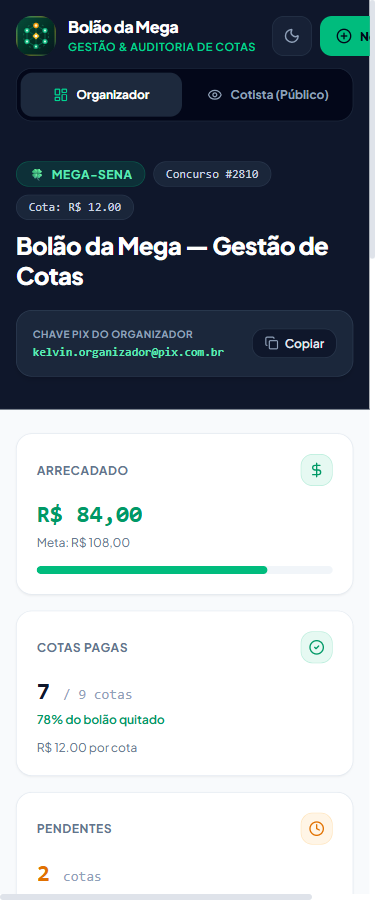 Bolão da Mega
GESTÃO & AUDITORIA DE COTAS
Organizador
Cotista (Público)
MEGA-SENA
Concurso #2810
Cota: R$ 12.00
Bolão da Mega — Gestão de
Cotas
CHAVE PIX DO ORGANIZADOR
kelvin.organizador@pix.com.br
Copiar
ARRECADADO
R$ 84,00
Meta: R$ 108,00
COTAS PAGAS
7 / 9 cotas
78% do bolão quitado
R$ 12.00 por cota
PENDENTES
2 cotas